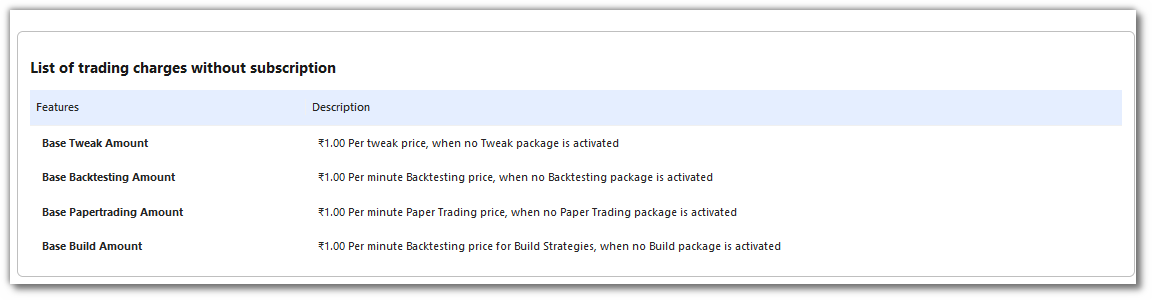 List of trading charges without subscription
Features Description
Base Tweak Amount ₹1.00 Per tweak price, when no Tweak package is activated
Base Backtesting Amount ₹1.00 Per minute Backtesting price, when no Backtesting package is activated
Base Papertrading Amount ₹1.00 Per minute Paper Trading price, when no Paper Trading package is activated
Base Build Amount ₹1.00 Per minute Backtesting price for Build Strategies, when no Build package is activated